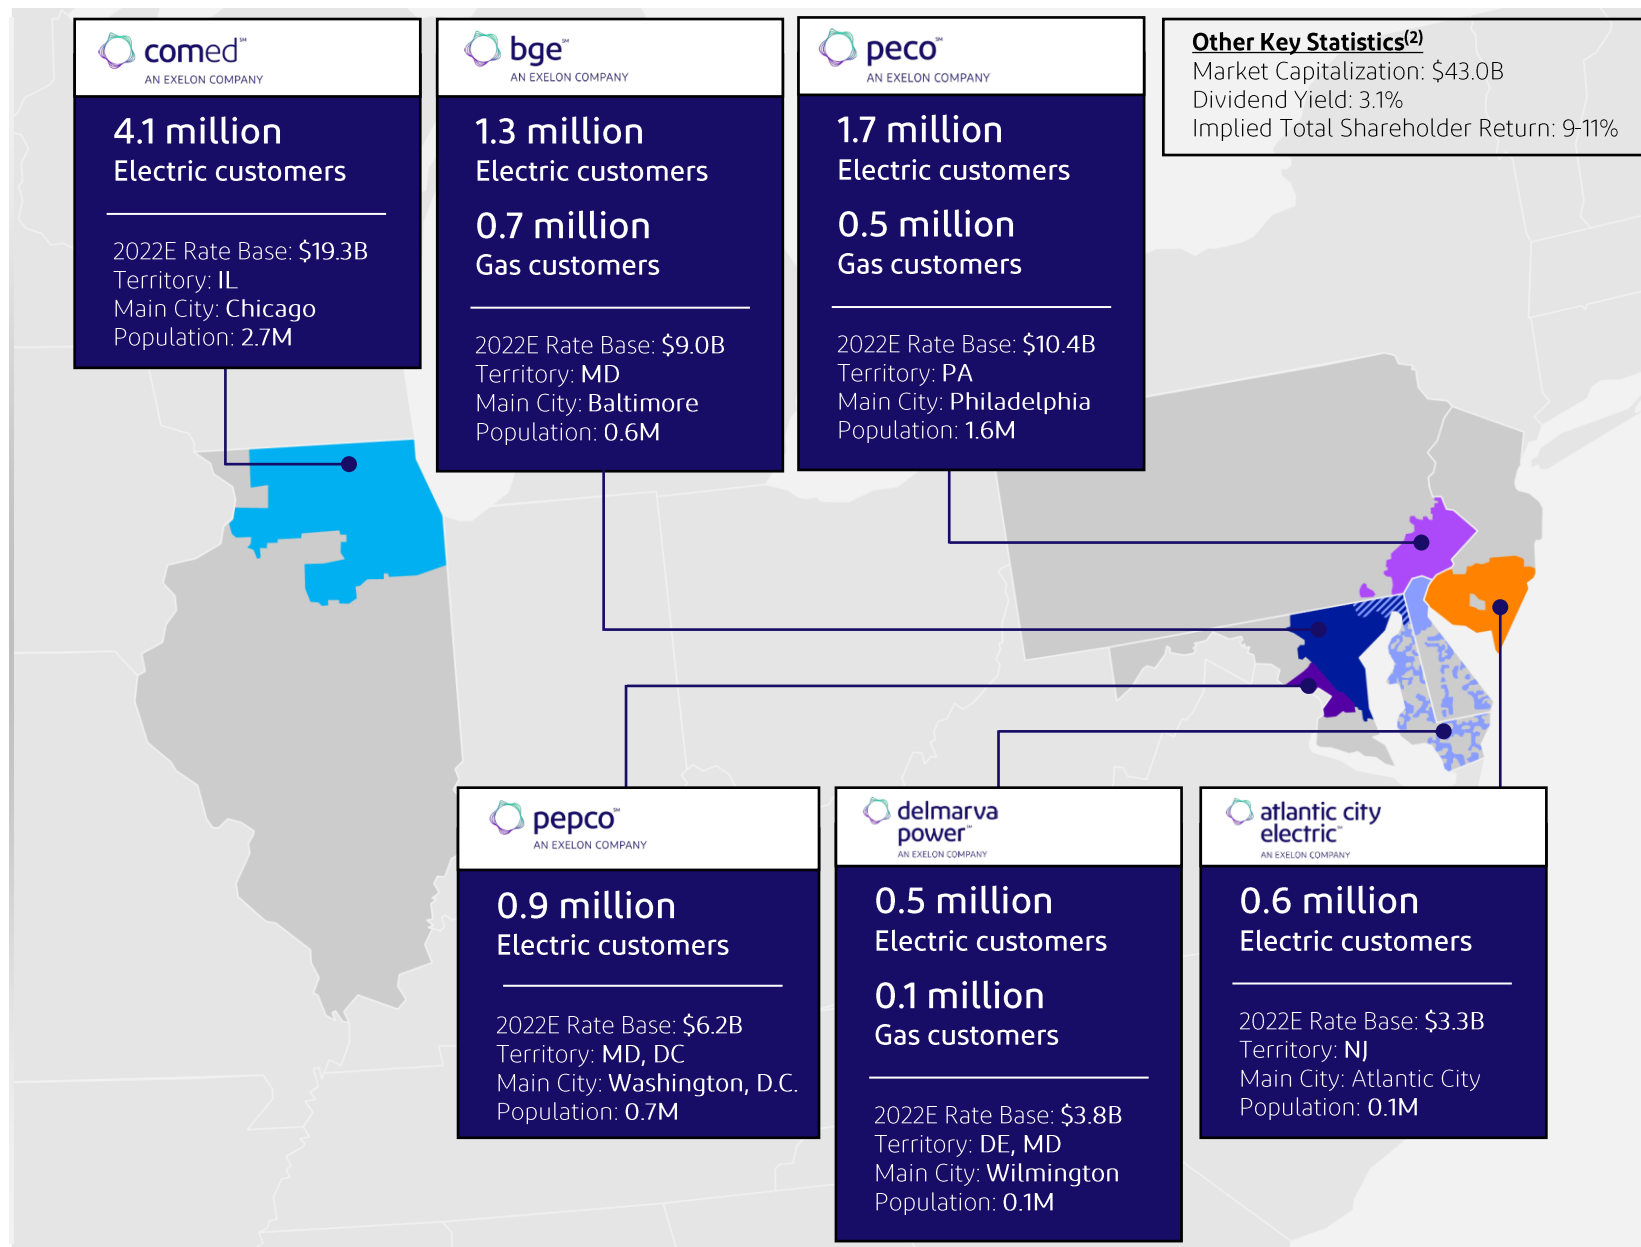 comed℠
AN EXELON COMPANY
4.1 million
Electric customers
2022E Rate Base: $19.3B
Territory: IL
Main City: Chicago
Population: 2.7M
bge℠
AN EXELON COMPANY
1.3 million
Electric customers
0.7 million
Gas customers
2022E Rate Base: $9.0B
Territory: MD
Main City: Baltimore
Population: 0.6M
peco℠
AN EXELON COMPANY
1.7 million
Electric customers
0.5 million
Gas customers
2022E Rate Base: $10.4B
Territory: PA
Main City: Philadelphia
Population: 1.6M
Other Key Statistics(2)
Market Capitalization: $43.0B
Dividend Yield: 3.1%
Implied Total Shareholder Return: 9-11%
pepco℠
AN EXELON COMPANY
0.9 million
Electric customers
2022E Rate Base: $6.2B
Territory: MD, DC
Main City: Washington, D.C.
Population: 0.7M
delmarva
power℠
AN EXELON COMPANY
0.5 million
Electric customers
0.1 million
Gas customers
2022E Rate Base: $3.8B
Territory: DE, MD
Main City: Wilmington
Population: 0.1M
atlantic city
electric℠
AN EXELON COMPANY
0.6 million
Electric customers
2022E Rate Base: $3.3B
Territory: NJ
Main City: Atlantic City
Population: 0.1M